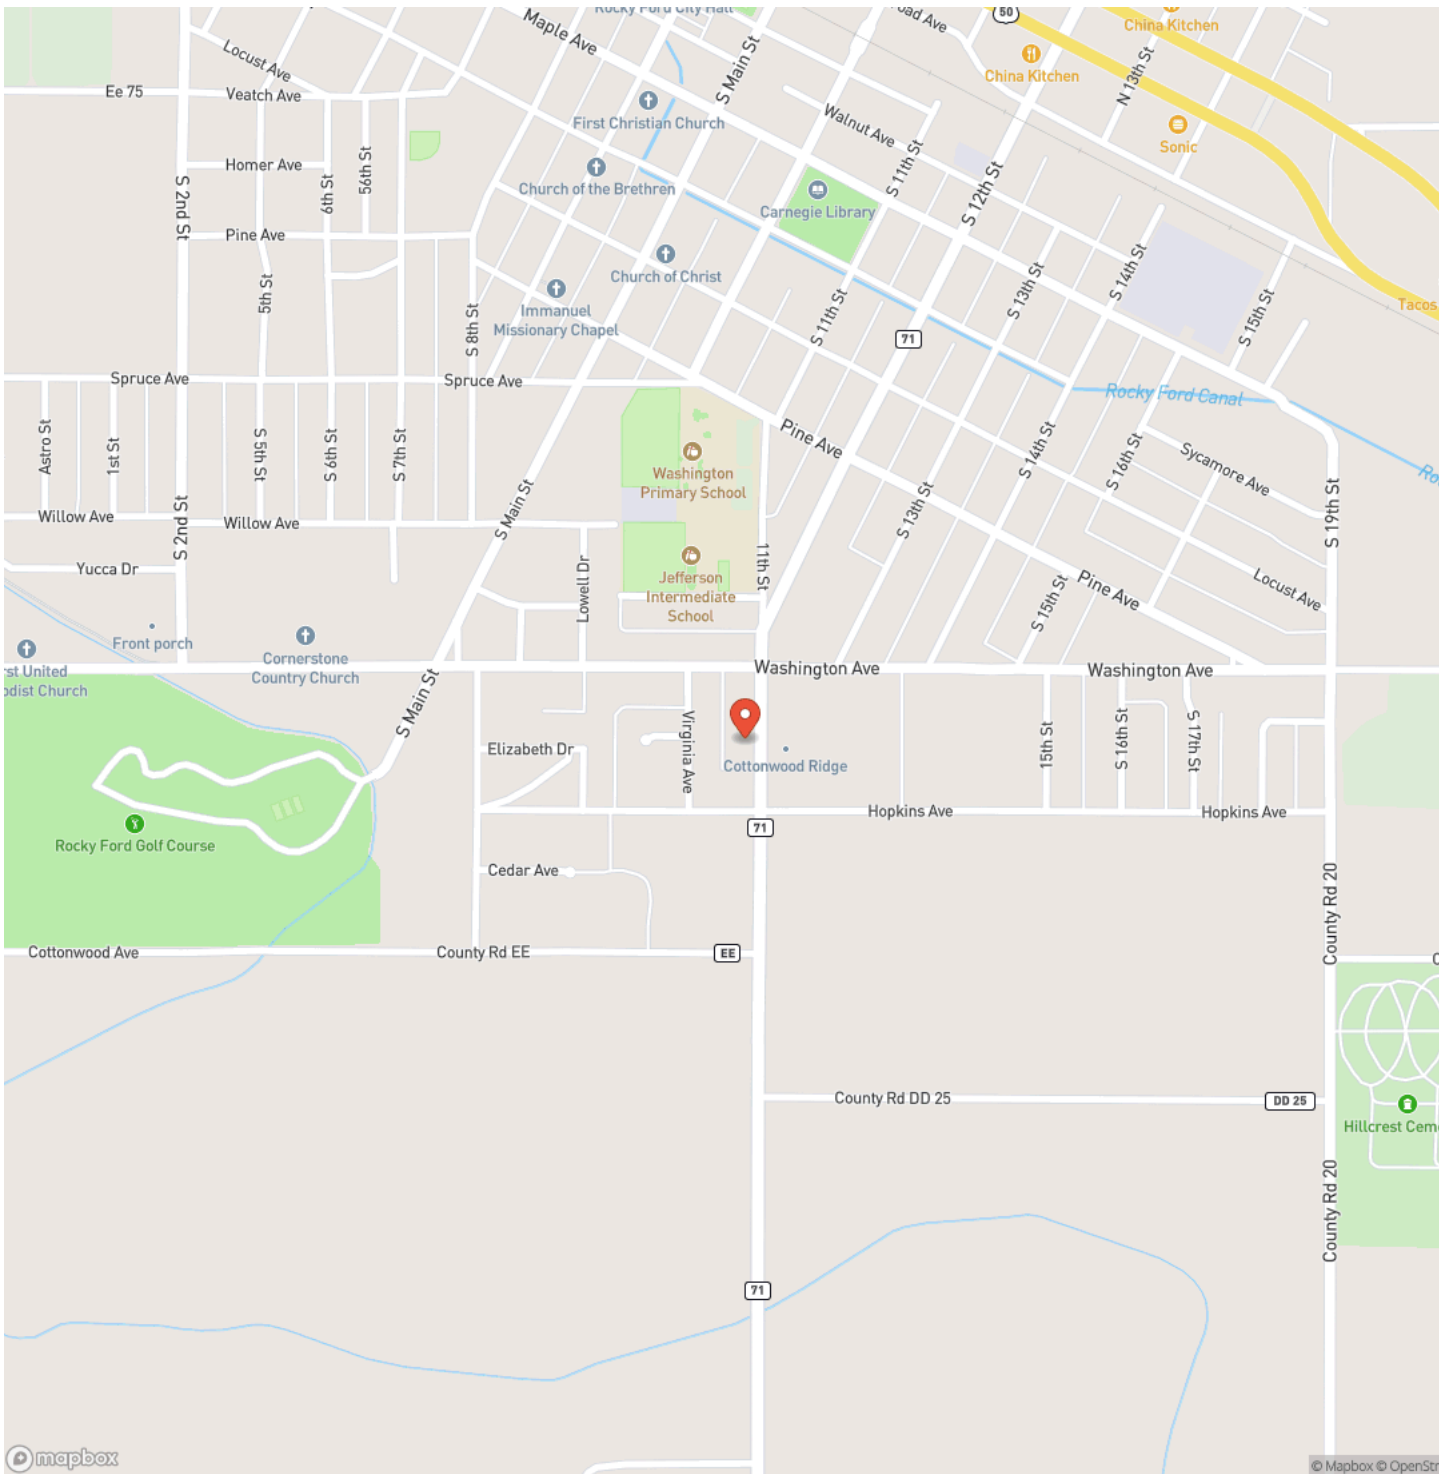 Rocky Ford City Hall
Maple Ave
50
China Kitchen
Locust Ave
S Main St
China Kitchen
N 13th St
Ee 75
Veatch Ave
First Christian Church
Walnut Ave
Sonic
Homer Ave
56th St
6th St
Church of the Brethren
S 11th St
S 12th St
Carnegie Library
S 2nd St
Pine Ave
Church of Christ
S 14th St
5th St
S 13th St
Immanuel
Missionary Chapel
S 11th St
S 15th St
Tacos
S 8th St
71
Spruce Ave
Spruce Ave
Rocky Ford Canal
Astro St
1st St
S 5th St
S 6th St
S 7th St
Pine Ave
S 14th St
S 16th St
Sycamore Ave
Washington
Primary School
S Main St
S 13th St
S 19th St
Willow Ave
S 2nd St
Willow Ave
Yucca Dr
Lowell Dr
11th St
Jefferson
Intermediate
School
S 15th St
Pine Ave
Locust Ave
Front porch
Cornerstone
Country Church
rst United
odist Church
Washington Ave
Washington Ave
S Main St
Elizabeth Dr
Virginia Ave
Cottonwood Ridge
15th St
S 16th St
S 17th St
Hopkins Ave
Hopkins Ave
71
Rocky Ford Golf Course
Cedar Ave
County Rd 20
Cottonwood Ave
County Rd EE
EE
County Rd DD 25
DD 25
Hillcrest Ceme
County Rd 20
71
mapbox
© Mapbox © OpenStr